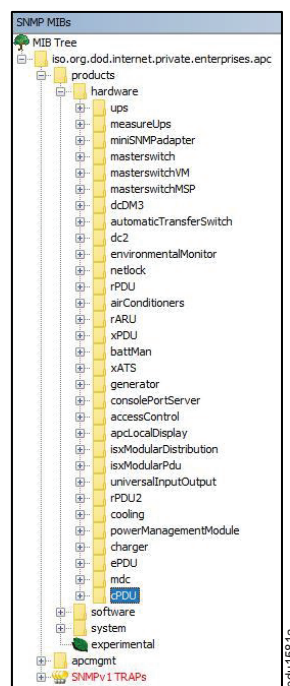 SNMP MIBs
MIB Tree
iso.org.dod.internet.private.enterprises.apc
products
hardware
ups
measureUps
miniSNMPadapter
masterswitch
masterswitchVM
masterswitchMSP
dcDM3
automaticTransferSwitch
dc2
environmentalMonitor
netlock
rPDU
airConditioners
rARU
xPDU
battMan
xATS
generator
consolePortServer
accessControl
apcLocalDisplay
isxModularDistribution
isxModularPdu
universalInputOutput
rPDU2
cooling
powerManagementModule
charger
ePDU
mdc
cPDU
software
system
experimental
apcmgmt
SNMPv1 TRAPs